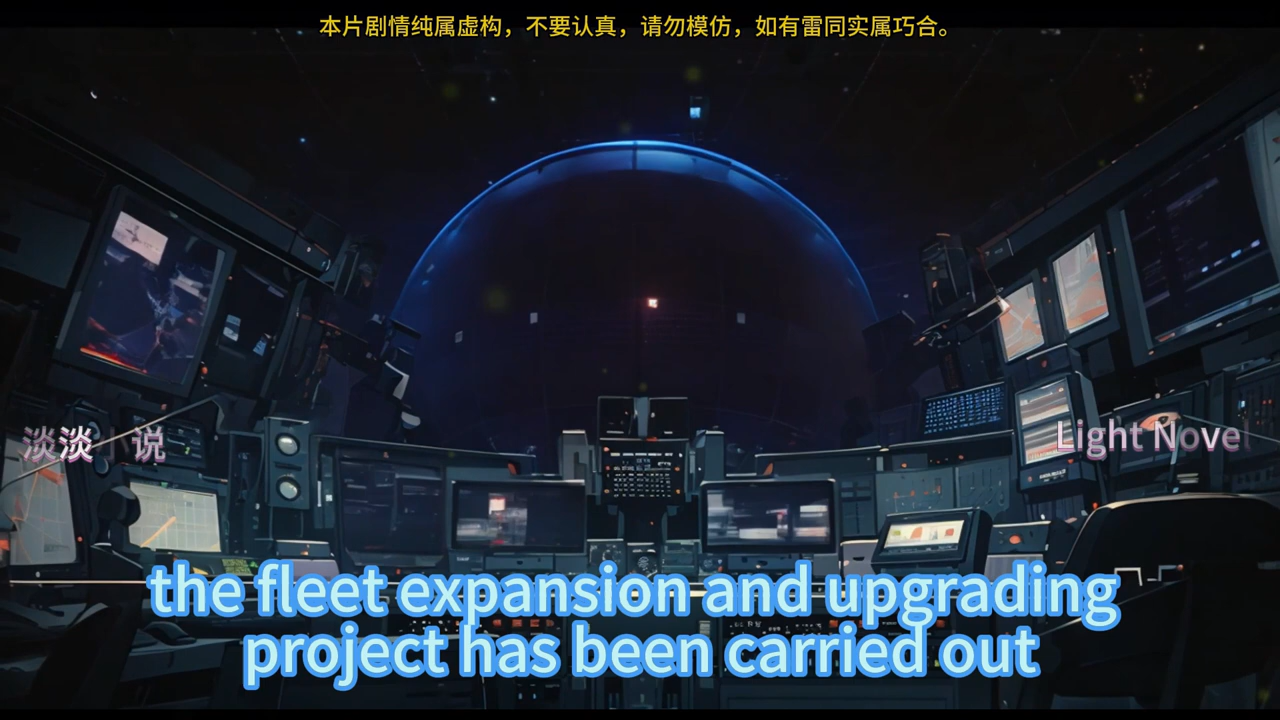 本片剧情纯属虚构，不要认真，请勿模仿，如有雷同实属巧合。
淡淡小说
Light Novel
the fleet expansion and upgrading
project has been carried out